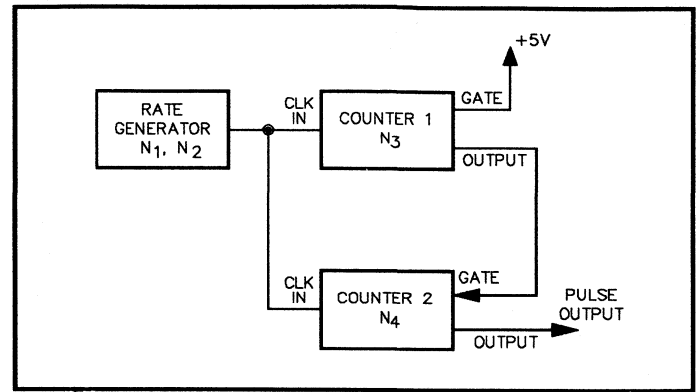 +5V
RATE
GENERATOR
N1, N2
CLK
IN
COUNTER 1
N3
GATE
OUTPUT
CLK
IN
COUNTER 2
N4
GATE
OUTPUT
PULSE
OUTPUT